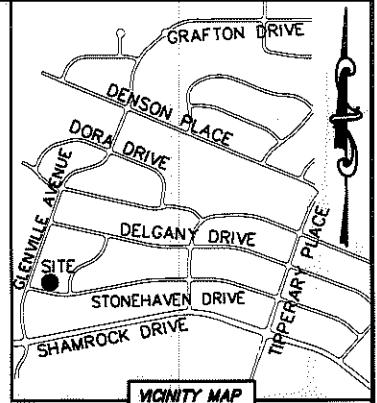 GRAFTON DRIVE
DENSON PLACE
DORA DRIVE
GLENVILLE AVENUE
DELGANY DRIVE
TIPPERARY PLACE
SITE
STONEHAVEN DRIVE
SHAMROCK DRIVE
VICINITY MAP